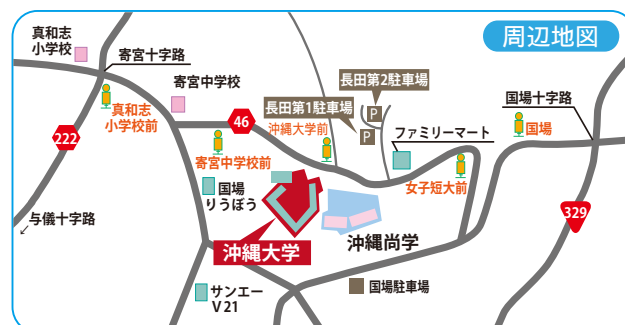 周辺地図
真和志
小学校
寄宮十字路
寄宮中学校
長田第2駐車場
P
長田第1駐車場
P
国場十字路
真和志
小学校前
46
沖縄大学前
ファミリーマート
国場
222
寄宮中学校前
女子短大前
国場
りうぼう
与儀十字路
沖縄大学
沖縄尚学
329
サンエー
V21
国場駐車場